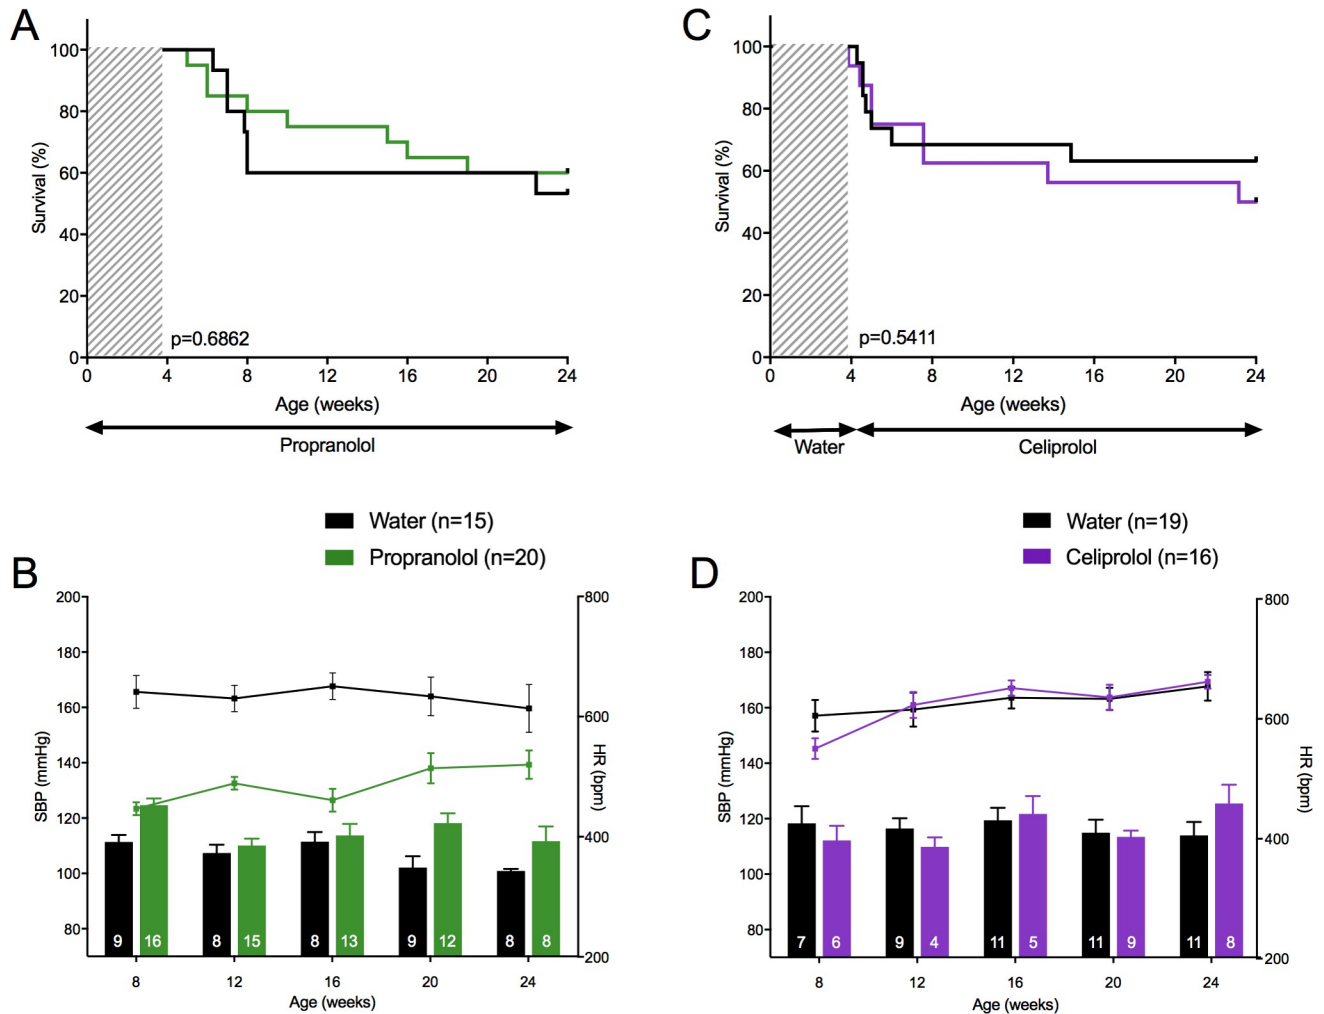 A
100
80
60
40
20
0
Survival (%)
p=0.6862
0 4 8 12 16 20 24
Age (weeks)
Propranolol
C
100
80
60
40
20
0
Survival (%)
p=0.5411
0 4 8 12 16 20 24
Age (weeks)
Water Celiprolol
Water (n=15)
Propranolol (n=20)
B
200
180
160
140
120
100
80
SBP (mmHg)
800
600
400
200
HR (bpm)
9 16 8 15 8 13 9 12 8 8
8 12 16 20 24
Age (weeks)
Water (n=19)
Celiprolol (n=16)
D
200
180
160
140
120
100
80
SBP (mmHg)
800
600
400
200
HR (bpm)
7 6 9 4 11 5 11 9 11 8
8 12 16 20 24
Age (weeks)